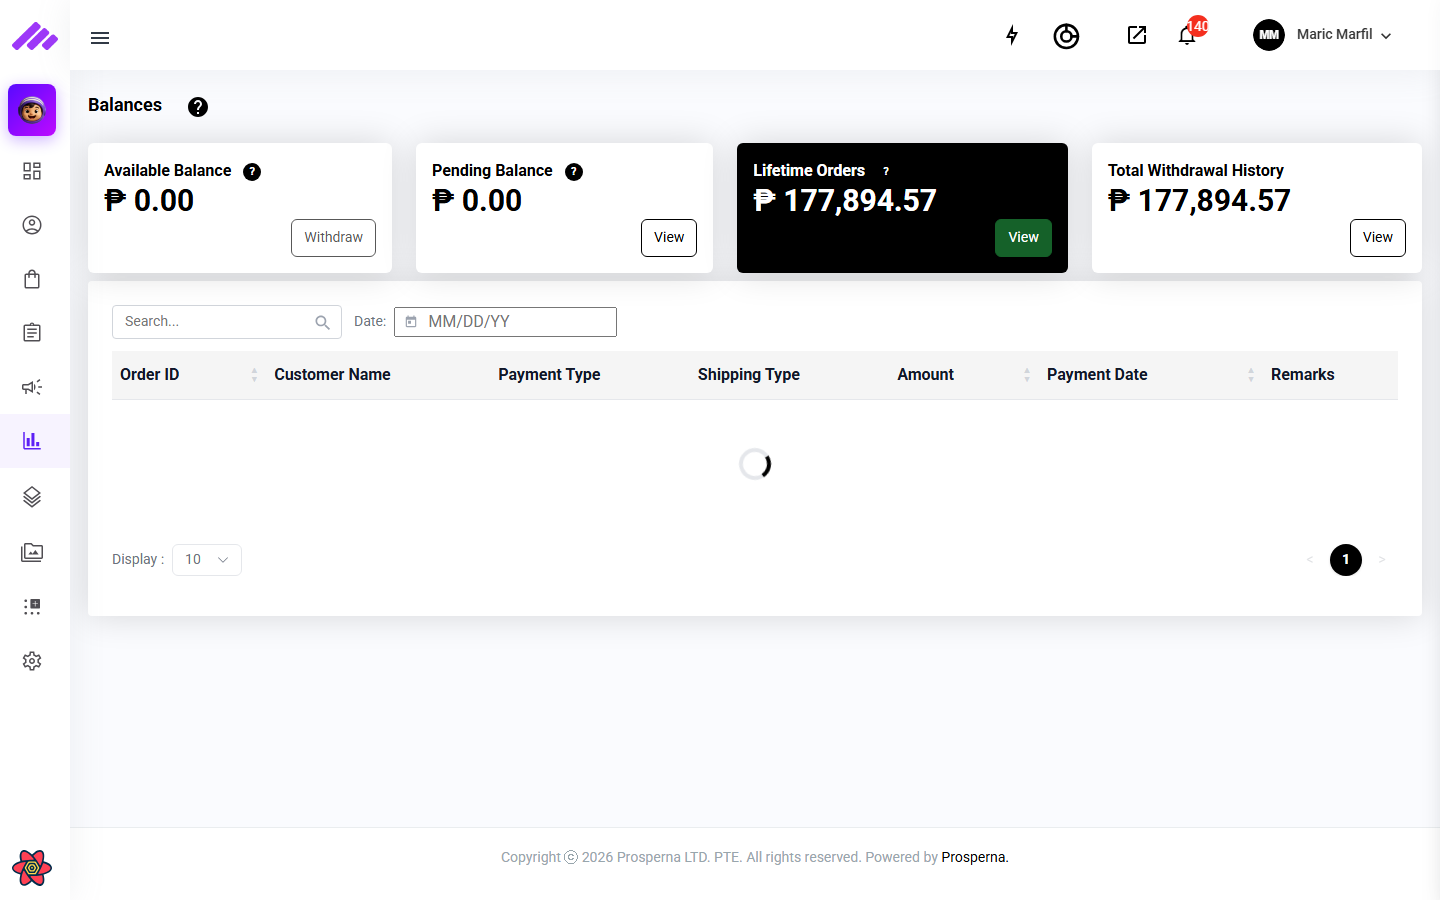 140
MM
Maric Marfil
Balances ?
Available Balance ?
₱ 0.00
Withdraw
Pending Balance ?
₱ 0.00
View
Lifetime Orders ?
₱ 177,894.57
View
Total Withdrawal History
₱ 177,894.57
View
Search...
Date: MM/DD/YY
Order ID Customer Name Payment Type Shipping Type Amount Payment Date Remarks
Display : 10
< 1 >
Copyright © 2026 Prosperna LTD. PTE. All rights reserved. Powered by Prosperna.